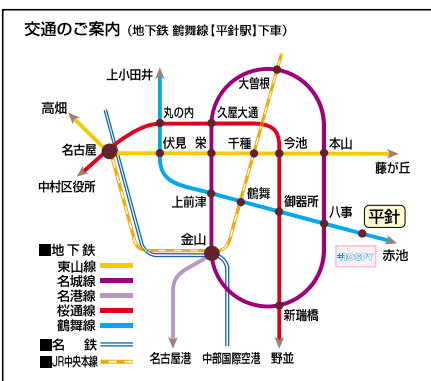 交通のご案内（地下鉄 鶴舞線【平針駅】下車）
上小田井
大曽根
高畑
丸の内
久屋大通
名古屋
伏見
栄
千種
今池
本山
藤が丘
中村区役所
上前津
鶴舞
御器所
八事
平針
金山
赤池
HOSPY
■地下鉄
東山線
名城線
名港線
桜通線
鶴舞線
■名　鉄
■JR中央本線
新瑞橋
名古屋港
中部国際空港
野並